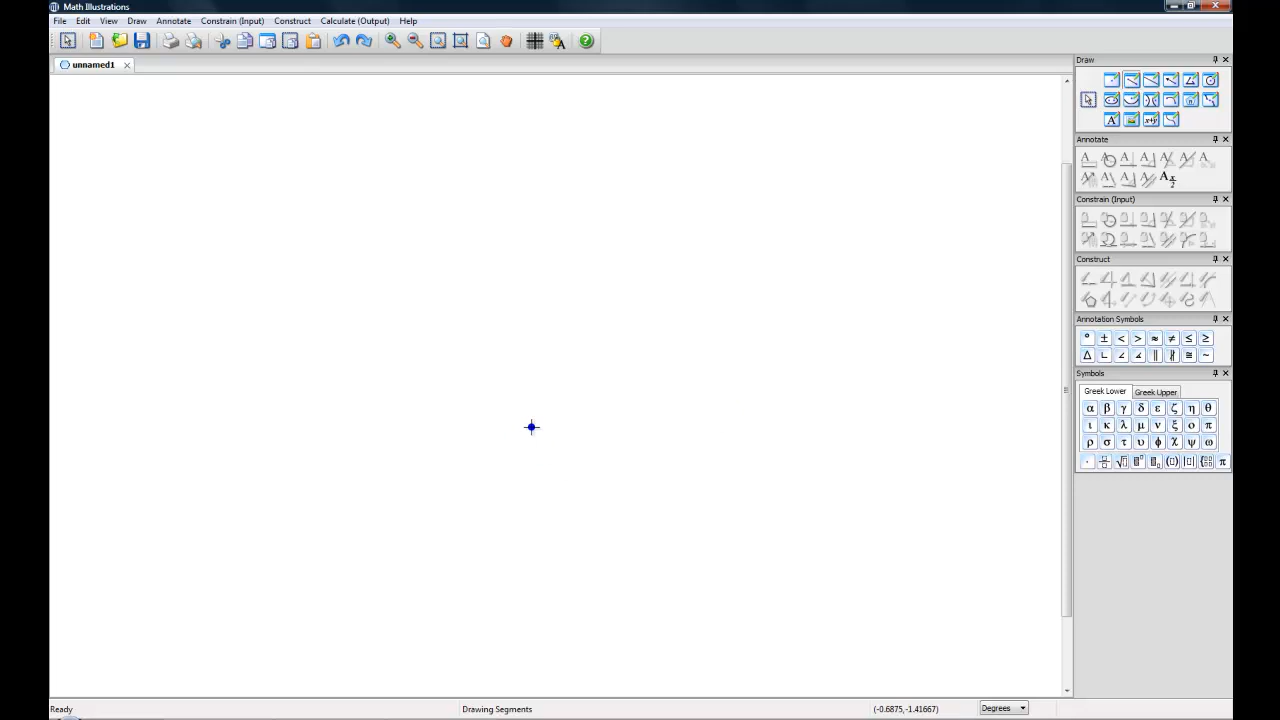 Math Illustrations
File Edit View Draw Annotate Constrain (Input) Construct Calculate (Output) Help
unnamed1
Draw
Annotate
Constrain (Input)
Construct
Annotation Symbols
° ± < > ≈ ≠ ≤ ≥
Δ ∟ ∠ ∡ ∥ ∦ ≅ ~
Symbols
Greek Lower Greek Upper
α β γ δ ε ζ η θ
ι κ λ μ ν ξ ο π
ρ σ τ υ φ χ ψ ω
Ready Drawing Segments (-0.6875,-1.41667) Degrees